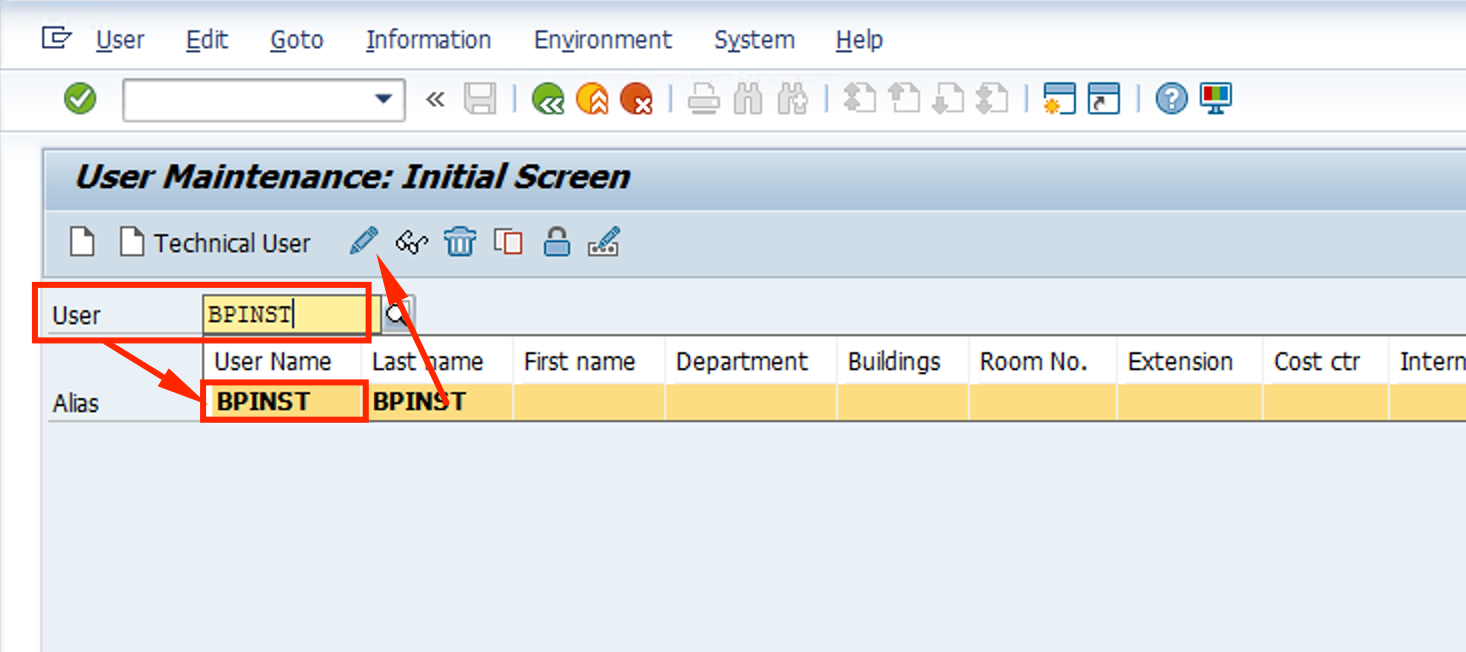 User Edit Goto Information Environment System Help
User Maintenance: Initial Screen
Technical User
User BPINST
User Name Last name First name Department Buildings Room No. Extension Cost ctr
Alias BPINST BPINST